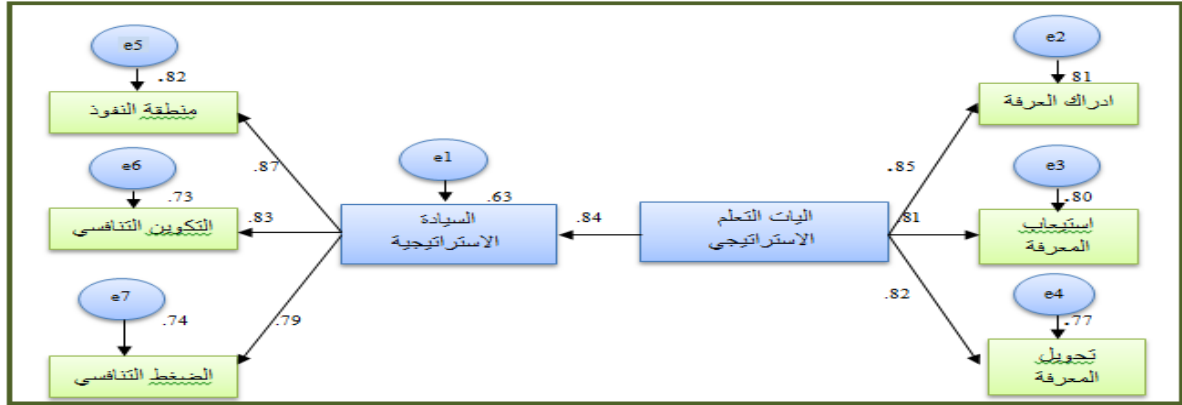 e5
.82
منطقة النفوذ
.87
e6
.73
التكوين التنافسي
.83
e7
.74
الضغط التنافسي
.79
e1
.63
السيادة
الاستراتيجية
.84
اليات التعلم
الاستراتيجي
e2
.81
ادراك العرفة
.85
e3
.80
استيعاب
المعرفة
.81
e4
.77
تحويل
المعرفة
.82